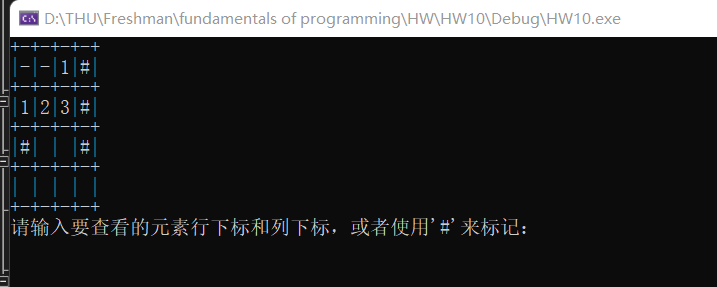 D:\THU\Freshman\fundamentals of programming\HW\HW10\Debug\HW10.exe
+-+-+-+-+
|-|-|1|#|
+-+-+-+-+
|1|2|3|#|
+-+-+-+-+
|#| | |#|
+-+-+-+-+
| | | | |
+-+-+-+-+
请输入要查看的元素行下标和列下标，或者使用'#'来标记：